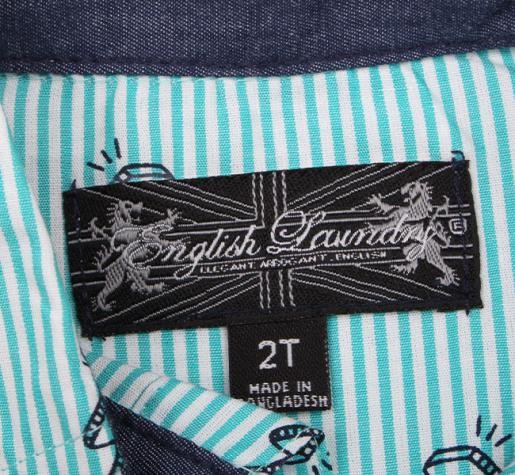 English Laundry
ELEGANT. ARROGANT. ENGLISH
2T
MADE IN
BANGLADESH